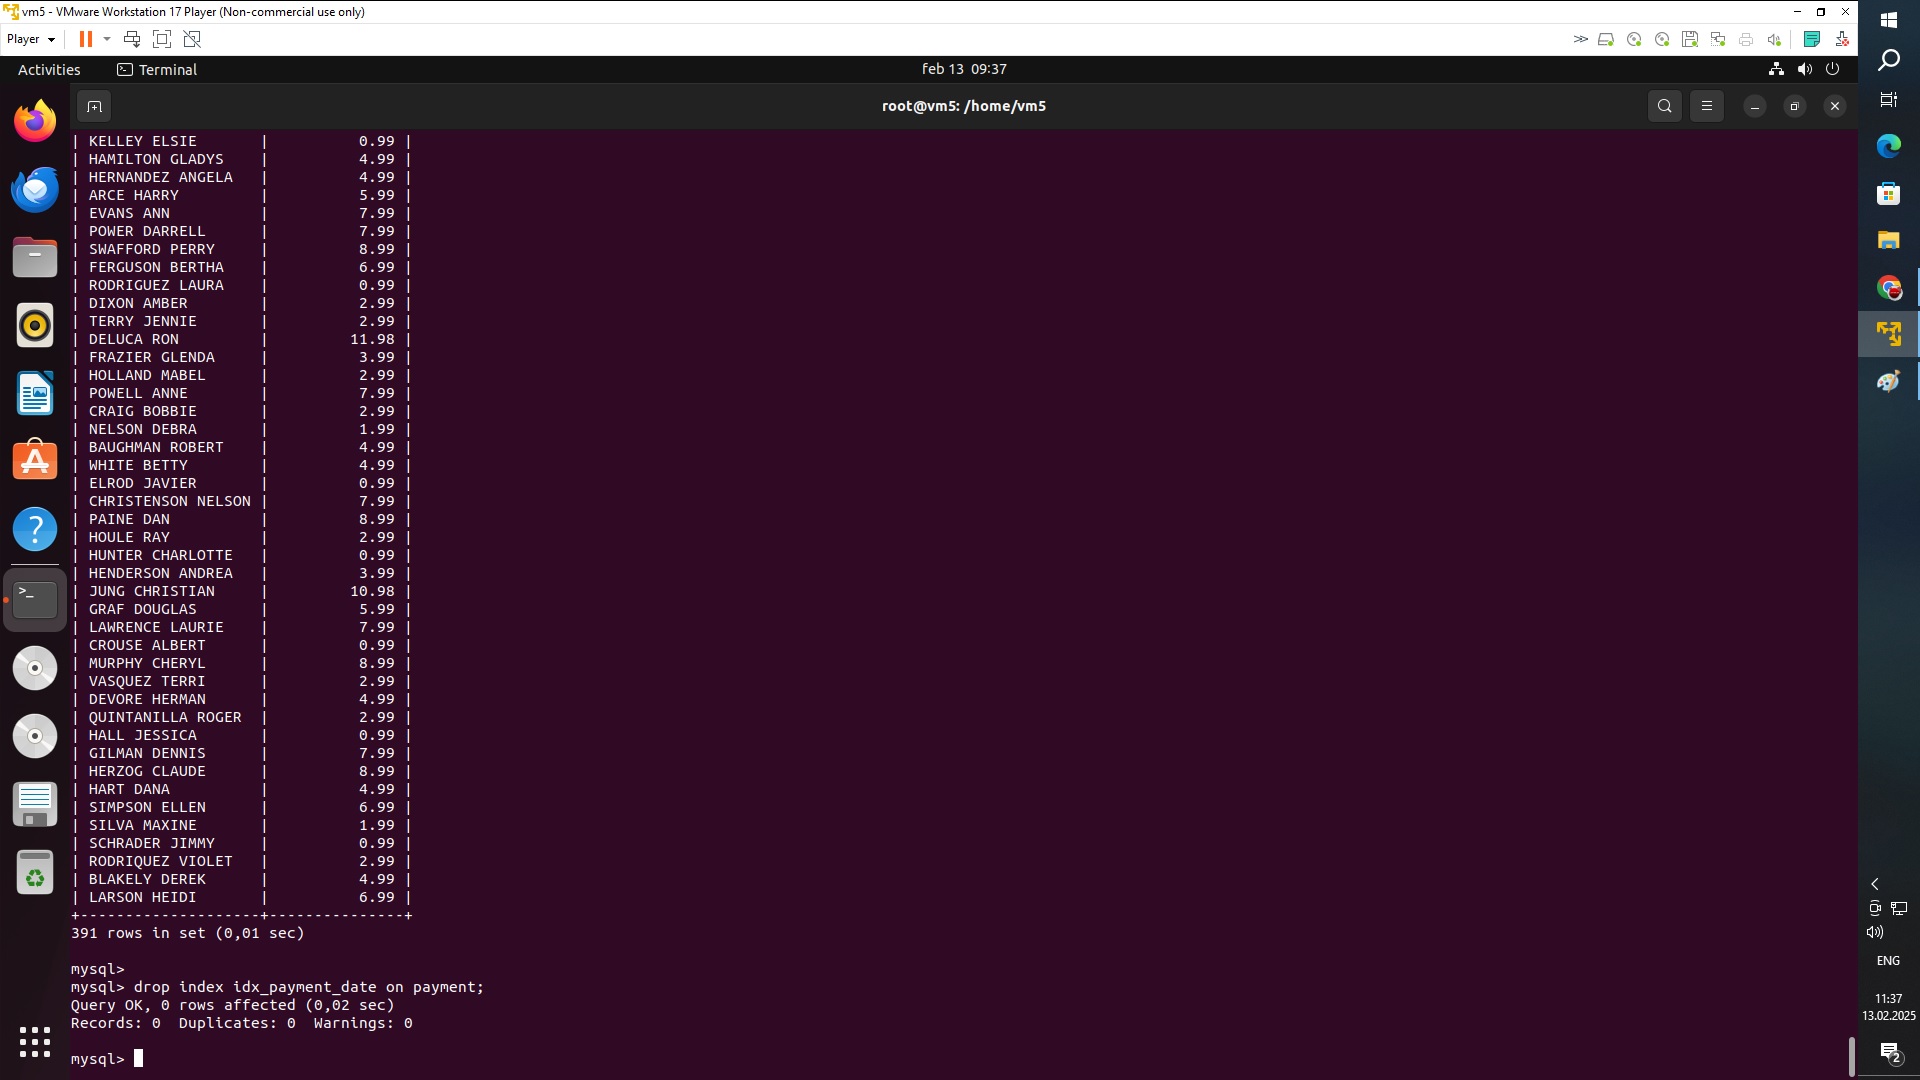 vm5 - VMware Workstation 17 Player (Non-commercial use only)
Player
Activities
Terminal
feb 13 09:37
root@vm5: /home/vm5
| KELLEY ELSIE       |          0.99 |
| HAMILTON GLADYS    |          4.99 |
| HERNANDEZ ANGELA   |          4.99 |
| ARCE HARRY         |          5.99 |
| EVANS ANN          |          7.99 |
| POWER DARRELL      |          7.99 |
| SWAFFORD PERRY     |          8.99 |
| FERGUSON BERTHA    |          6.99 |
| RODRIGUEZ LAURA    |          0.99 |
| DIXON AMBER        |          2.99 |
| TERRY JENNIE       |          2.99 |
| DELUCA RON         |         11.98 |
| FRAZIER GLENDA     |          3.99 |
| HOLLAND MABEL      |          2.99 |
| POWELL ANNE        |          7.99 |
| CRAIG BOBBIE       |          2.99 |
| NELSON DEBRA       |          1.99 |
| BAUGHMAN ROBERT    |          4.99 |
| WHITE BETTY        |          4.99 |
| ELROD JAVIER       |          0.99 |
| CHRISTENSON NELSON |          7.99 |
| PAINE DAN          |          8.99 |
| HOULE RAY          |          2.99 |
| HUNTER CHARLOTTE   |          0.99 |
| HENDERSON ANDREA   |          3.99 |
| JUNG CHRISTIAN     |         10.98 |
| GRAF DOUGLAS       |          5.99 |
| LAWRENCE LAURIE    |          7.99 |
| CROUSE ALBERT      |          0.99 |
| MURPHY CHERYL      |          8.99 |
| VASQUEZ TERRI      |          2.99 |
| DEVORE HERMAN      |          4.99 |
| QUINTANILLA ROGER  |          2.99 |
| HALL JESSICA       |          0.99 |
| GILMAN DENNIS      |          7.99 |
| HERZOG CLAUDE      |          8.99 |
| HART DANA          |          4.99 |
| SIMPSON ELLEN      |          6.99 |
| SILVA MAXINE       |          1.99 |
| SCHRADER JIMMY     |          0.99 |
| RODRIQUEZ VIOLET   |          2.99 |
| BLAKELY DEREK      |          4.99 |
| LARSON HEIDI       |          6.99 |
+--------------------+---------------+
391 rows in set (0,01 sec)
mysql>
mysql> drop index idx_payment_date on payment;
Query OK, 0 rows affected (0,02 sec)
Records: 0  Duplicates: 0  Warnings: 0
mysql>
ENG
11:37
13.02.2025
2